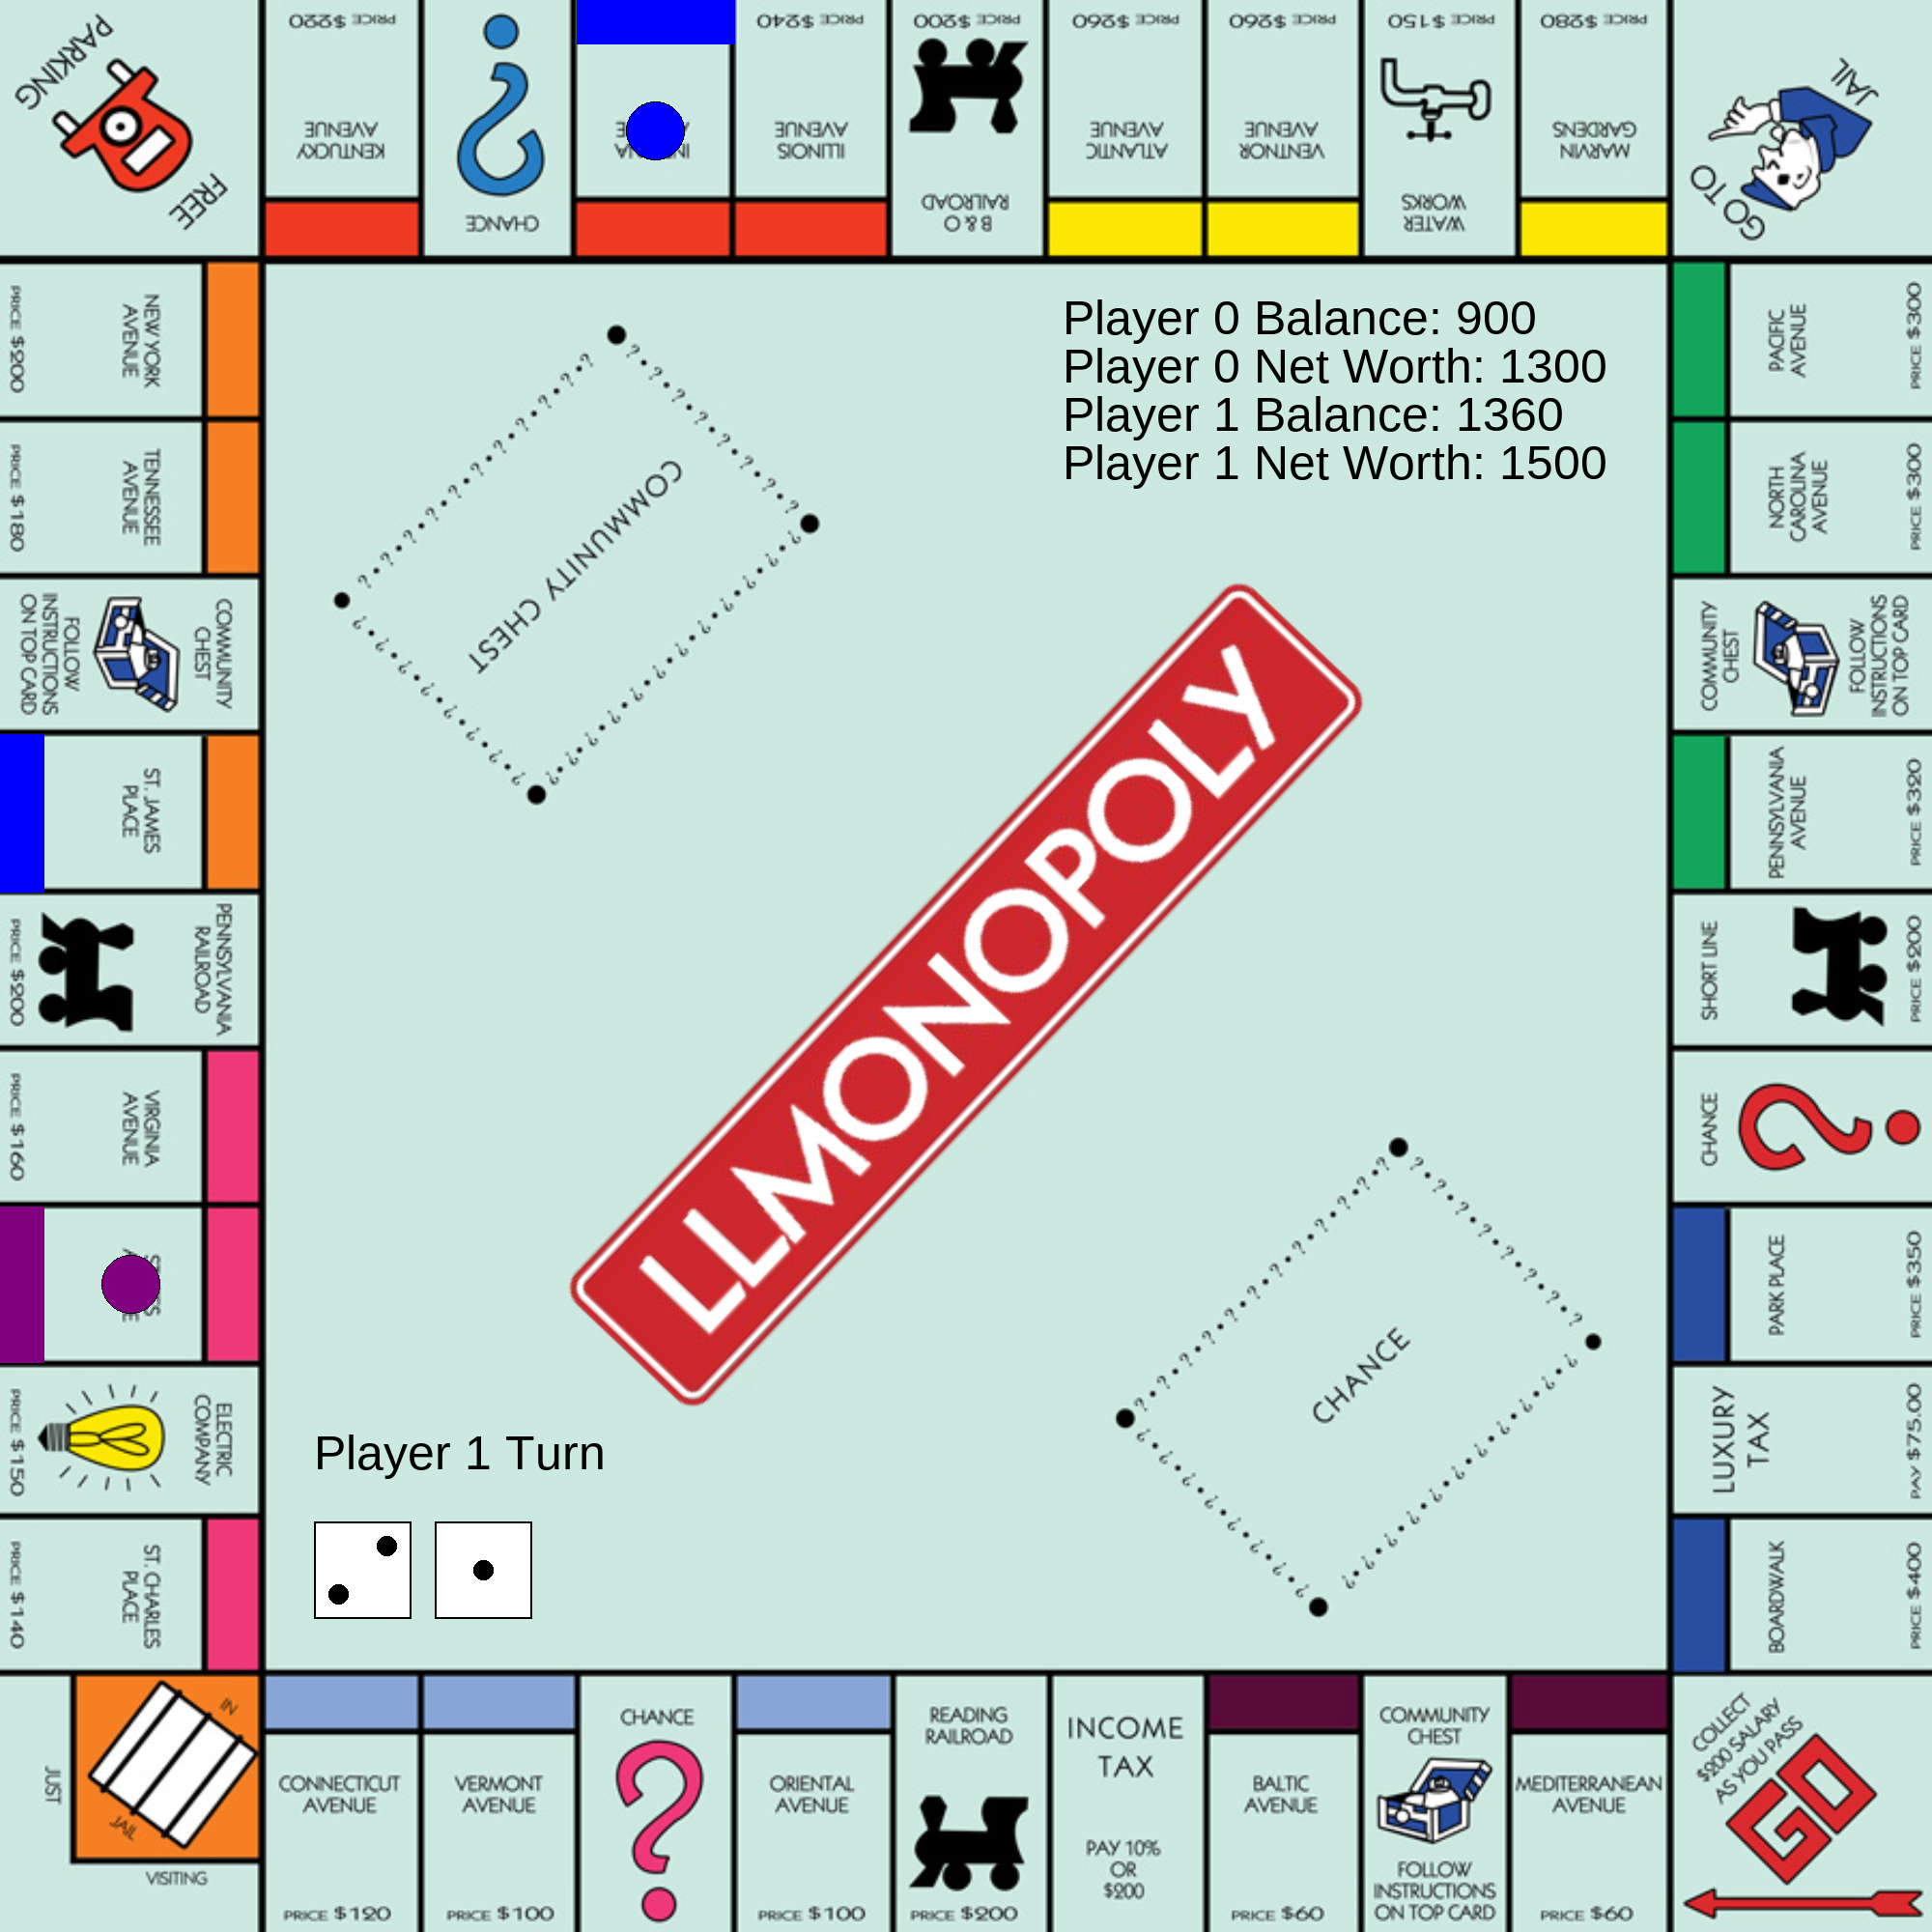 FREE
PARKING
PRICE $220
KENTUCKY
AVENUE
CHANCE
PRICE $240
ILLINOIS
AVENUE
PRICE $200
B & O
RAILROAD
PRICE $260
ATLANTIC
AVENUE
PRICE $260
VENTNOR
AVENUE
PRICE $150
WATER
WORKS
PRICE $280
MARVIN
GARDENS
GO TO
JAIL
NEW YORK
AVENUE
PRICE $200
TENNESSEE
AVENUE
PRICE $180
COMMUNITY
CHEST
FOLLOW
INSTRUCTIONS
ON TOP CARD
ST. JAMES
PLACE
PENNSYLVANIA
RAILROAD
PRICE $200
VIRGINIA
AVENUE
PRICE $160
ELECTRIC
COMPANY
PRICE $150
ST. CHARLES
PLACE
PRICE $140
Player 0 Balance: 900
Player 0 Net Worth: 1300
Player 1 Balance: 1360
Player 1 Net Worth: 1500
COMMUNITY CHEST
LLMONOPOLY
CHANCE
Player 1 Turn
PACIFIC
AVENUE
PRICE $300
NORTH
CAROLINA
AVENUE
PRICE $300
COMMUNITY
CHEST
FOLLOW
INSTRUCTIONS
ON TOP CARD
PENNSYLVANIA
AVENUE
PRICE $320
SHORT LINE
PRICE $200
CHANCE
PARK PLACE
PRICE $350
LUXURY
TAX
PAY $75.00
BOARDWALK
PRICE $400
IN
JAIL
JUST
VISITING
CONNECTICUT
AVENUE
PRICE $120
VERMONT
AVENUE
PRICE $100
CHANCE
ORIENTAL
AVENUE
PRICE $100
READING
RAILROAD
PRICE $200
INCOME
TAX
PAY 10%
OR
$200
BALTIC
AVENUE
PRICE $60
COMMUNITY
CHEST
FOLLOW
INSTRUCTIONS
ON TOP CARD
MEDITERRANEAN
AVENUE
PRICE $60
COLLECT
$200 SALARY
AS YOU PASS
GO